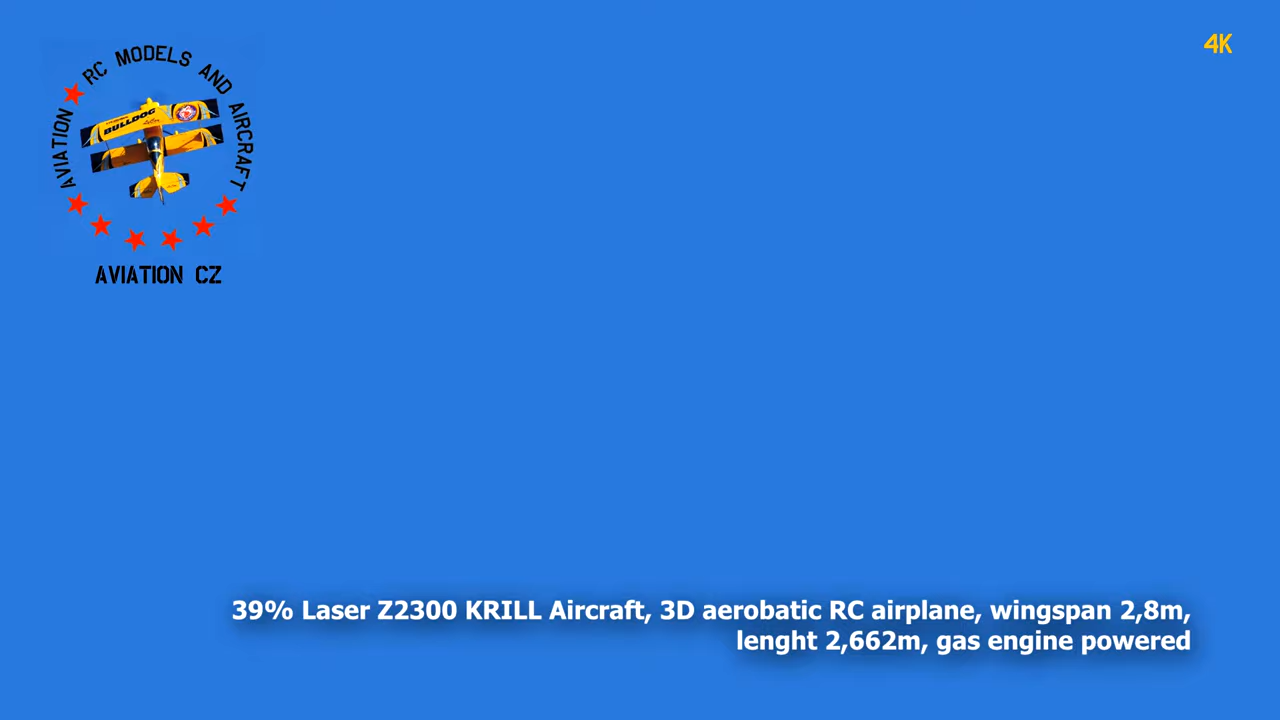 4K
AVIATION ★ RC MODELS AND AIRCRAFT
BULLDOG
AVIATION CZ
39% Laser Z2300 KRILL Aircraft, 3D aerobatic RC airplane, wingspan 2,8m,
lenght 2,662m, gas engine powered